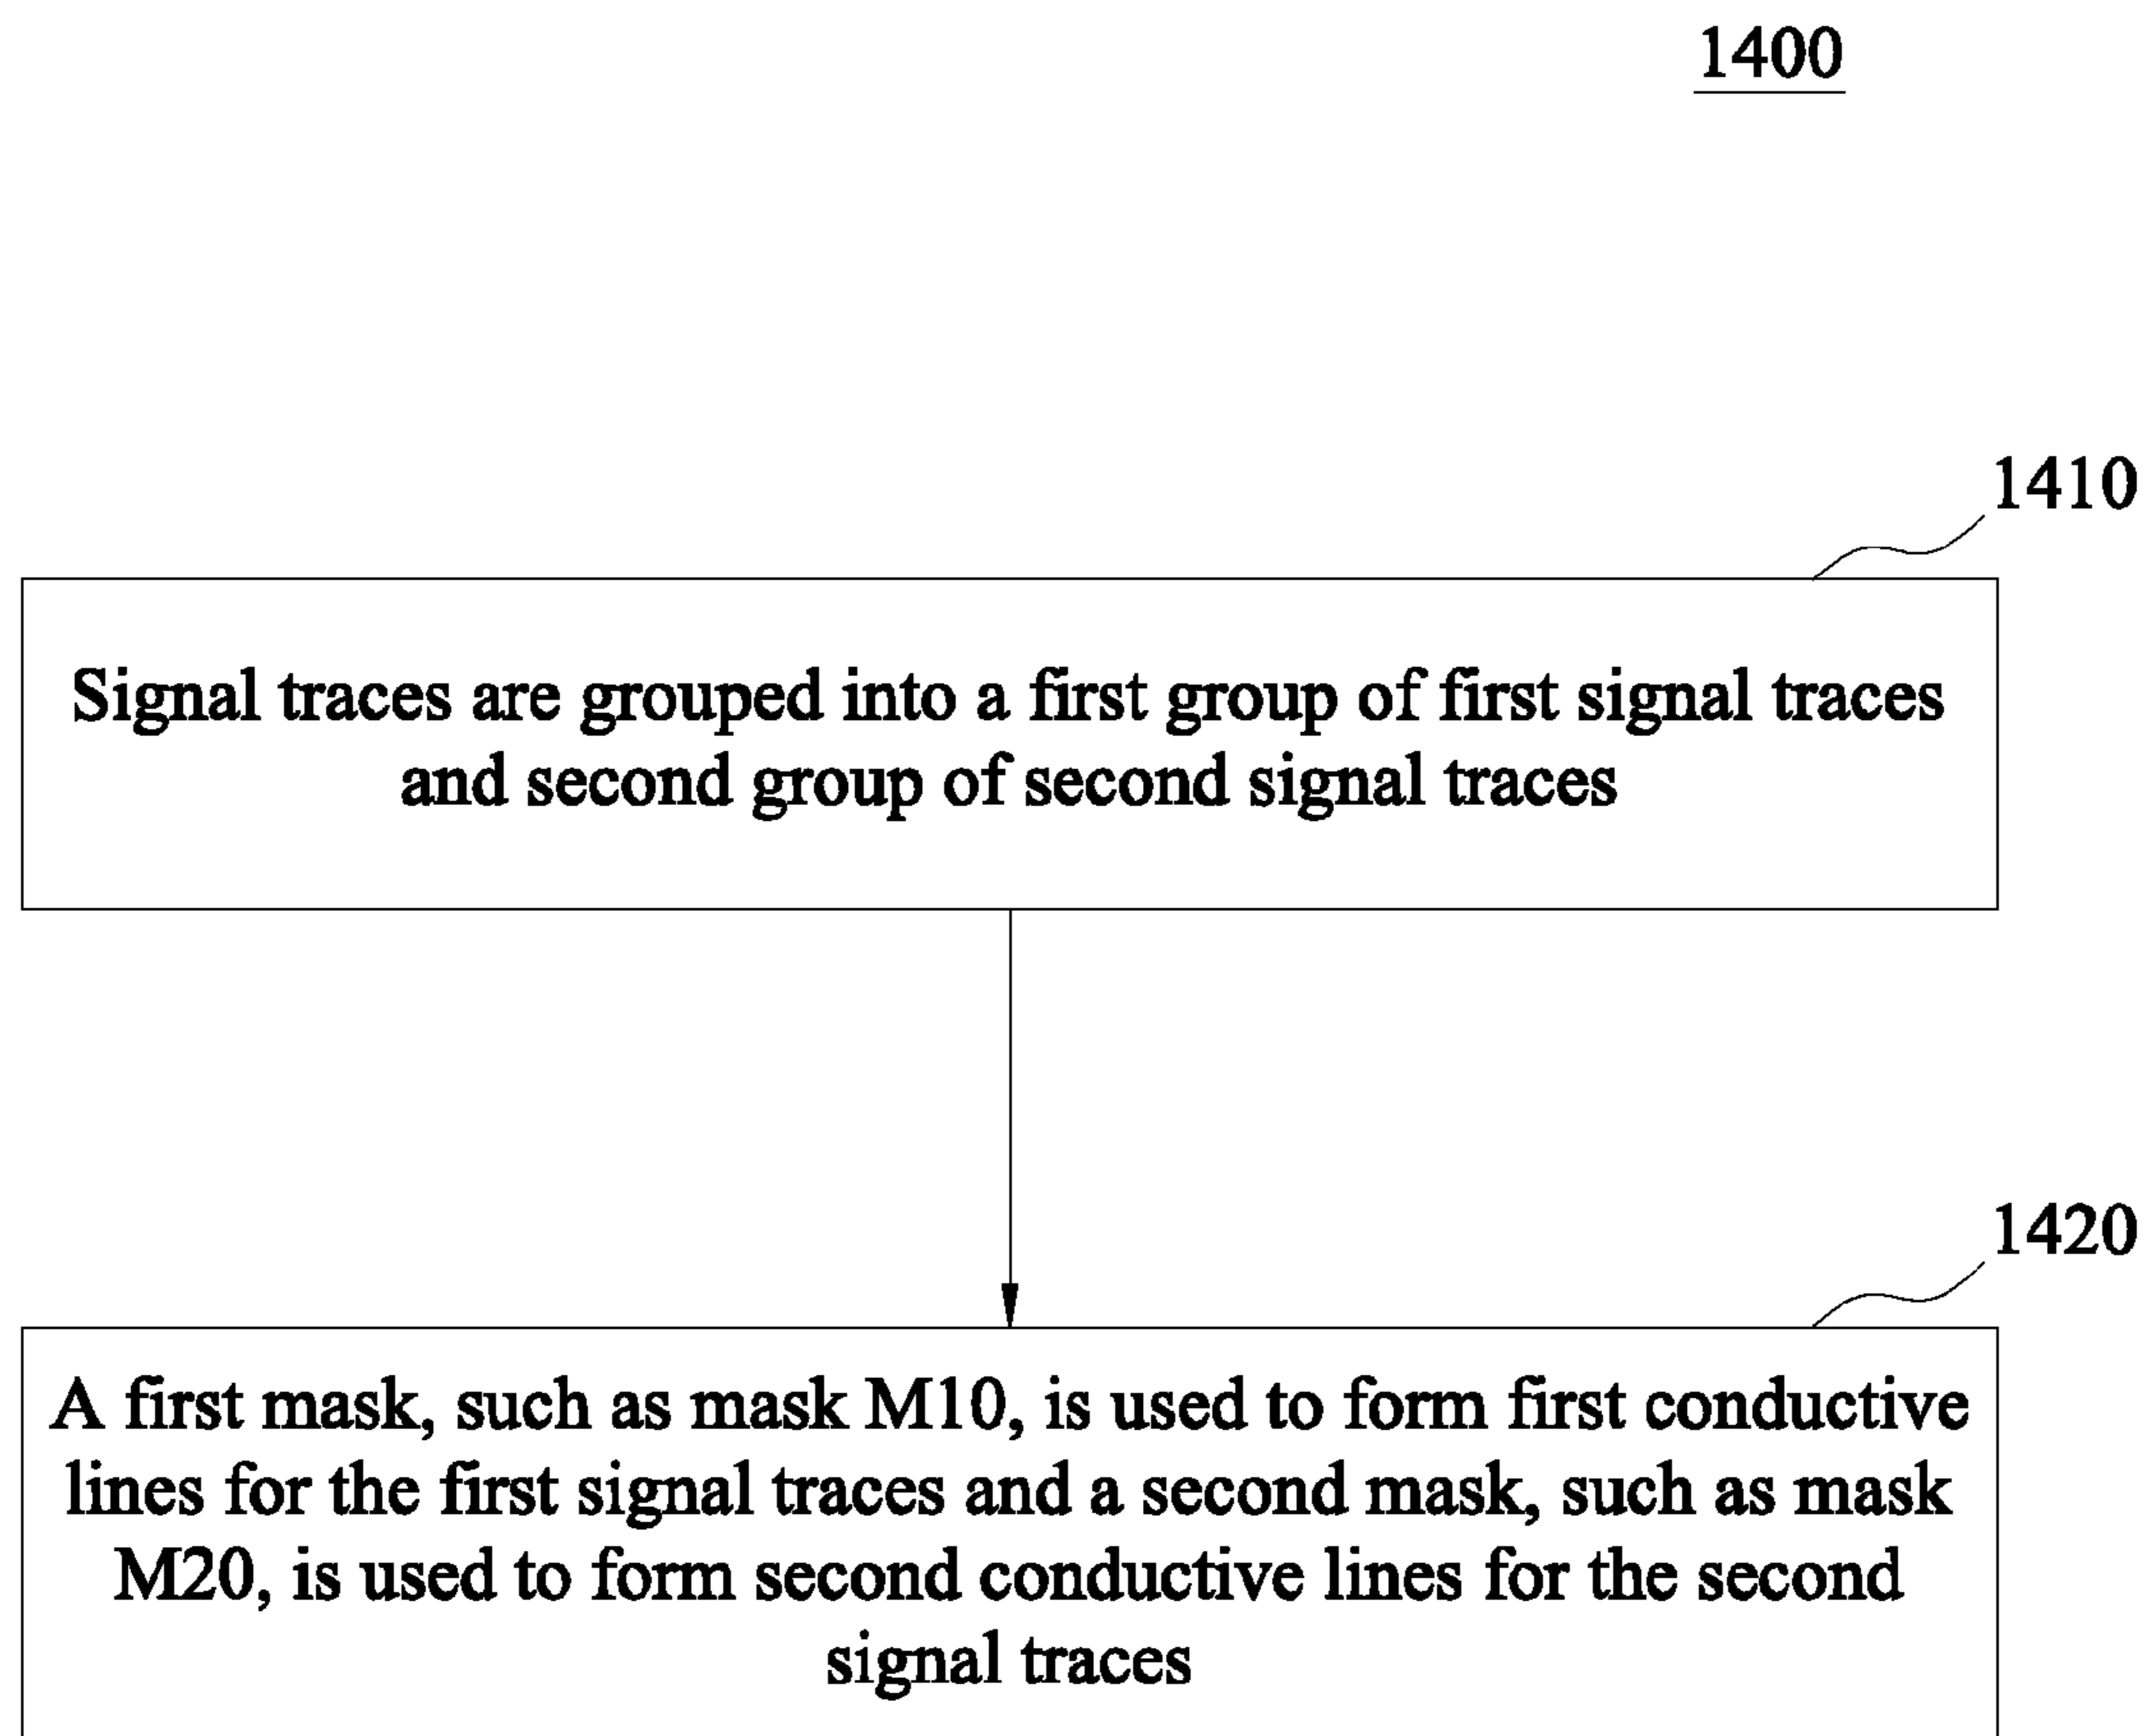 1400
1410
Signal traces are grouped into a first group of first signal traces
and second group of second signal traces
1420
A first mask, such as mask M10, is used to form first conductive
lines for the first signal traces and a second mask, such as mask
M20, is used to form second conductive lines for the second
signal traces